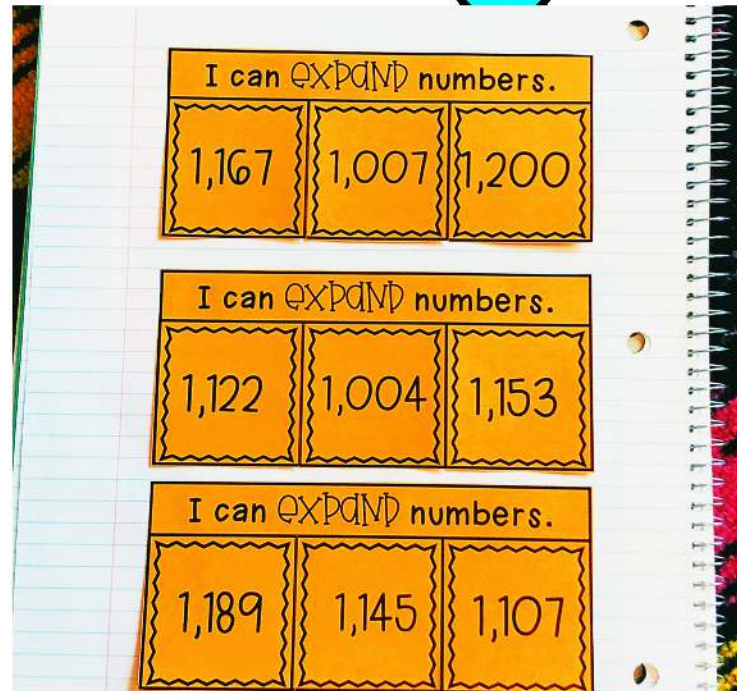 I can expand numbers.
1,167 1,007 1,200
I can expand numbers.
1,122 1,004 1,153
I can expand numbers.
1,189 1,145 1,107